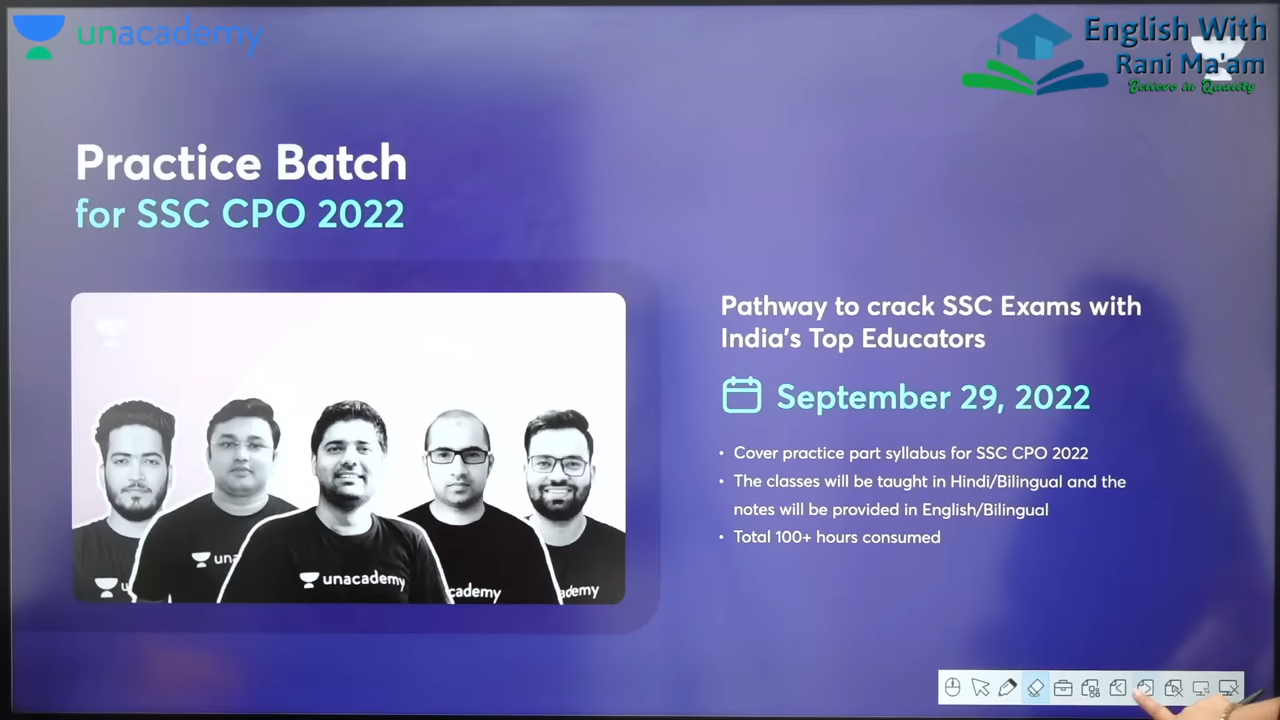 unacademy
English With
Rani Ma'am
Believe in Quality
Practice Batch
for SSC CPO 2022
Pathway to crack SSC Exams with
India's Top Educators
September 29, 2022
• Cover practice part syllabus for SSC CPO 2022
• The classes will be taught in Hindi/Bilingual and the
notes will be provided in English/Bilingual
• Total 100+ hours consumed
una
unacademy
cademy
demy